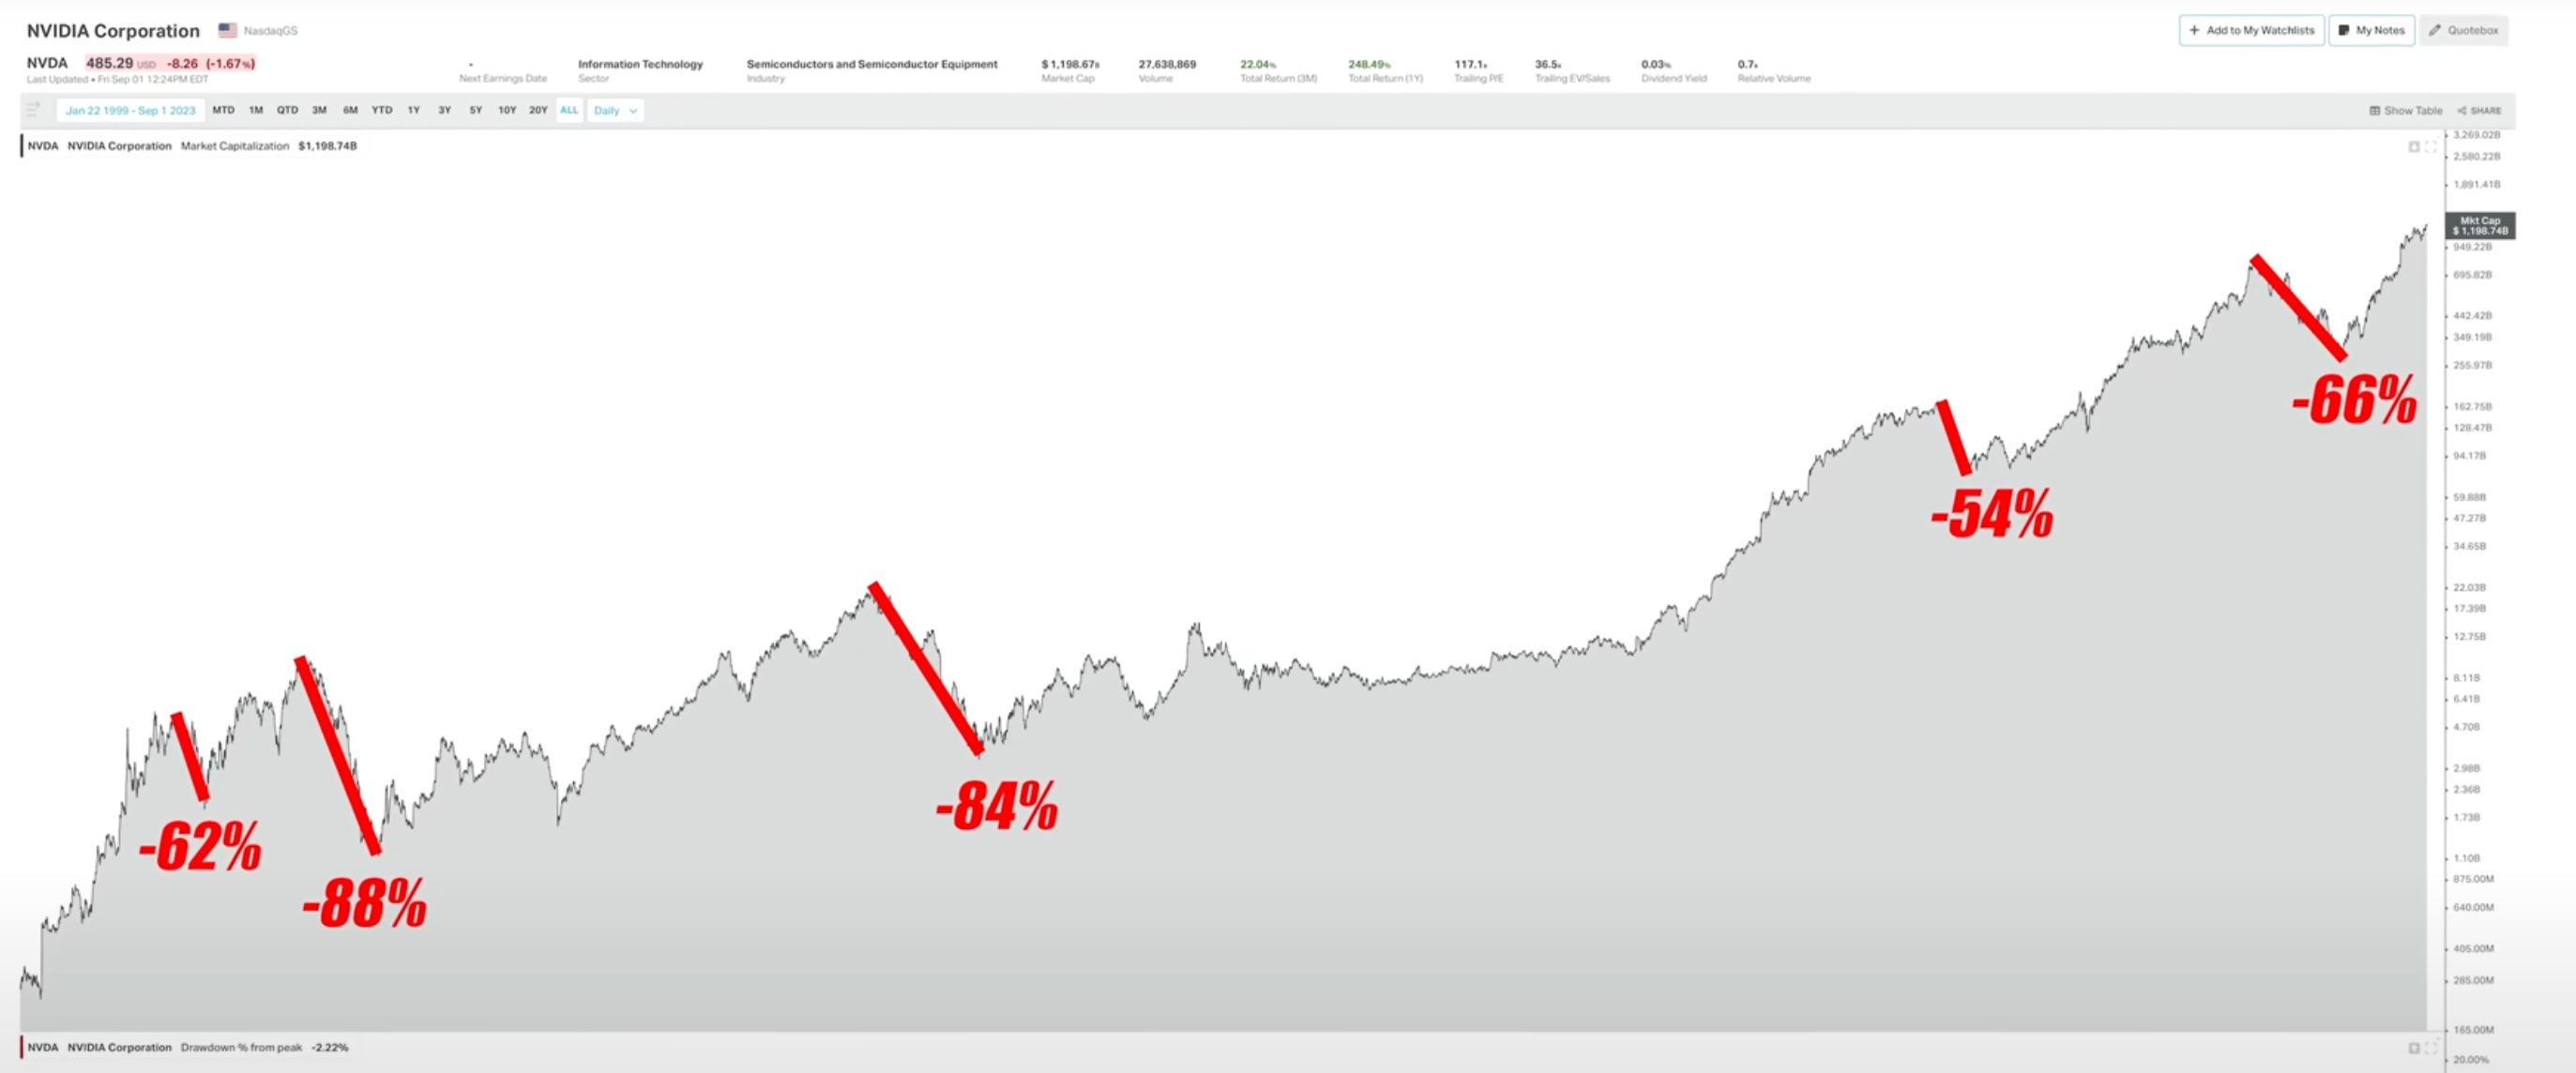 NVIDIA Corporation NasdaqGS
+ Add to My Watchlists My Notes Quotebox
NVDA 485.29 USD -8.26 (-1.67%)
Last Updated • Fri Sep 01 12:24PM EDT
-
Next Earnings Date
Information Technology
Sector
Semiconductors and Semiconductor Equipment
Industry
$1,198.67B
Market Cap
27,638,869
Volume
22.04%
Total Return (3M)
248.49%
Total Return (1Y)
117.1x
Trailing P/E
36.5x
Trailing EV/Sales
0.03%
Dividend Yield
0.7x
Relative Volume
Jan 22 1999 - Sep 1 2023 MTD 1M QTD 3M 6M YTD 1Y 3Y 5Y 10Y 20Y ALL Daily
Show Table SHARE
NVDA NVIDIA Corporation Market Capitalization $1,198.74B
3,269.02B
2,580.22B
1,891.41B
Mkt Cap
$1,198.74B
949.22B
695.82B
442.42B
349.19B
255.97B
162.75B
128.47B
94.17B
59.88B
47.27B
34.65B
22.03B
17.39B
12.75B
8.11B
6.41B
4.70B
2.98B
2.36B
1.73B
1.10B
875.00M
640.00M
405.00M
285.00M
165.00M
-62%
-88%
-84%
-54%
-66%
NVDA NVIDIA Corporation Drawdown % from peak -2.22%
20.00%